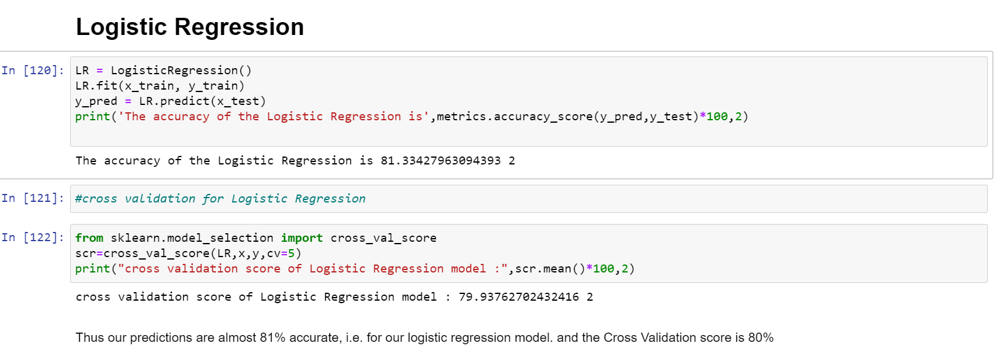 Logistic Regression
In [120]:
LR = LogisticRegression()
LR.fit(x_train, y_train)
y_pred = LR.predict(x_test)
print('The accuracy of the Logistic Regression is',metrics.accuracy_score(y_pred,y_test)*100,2)
The accuracy of the Logistic Regression is 81.33427963094393 2
In [121]:
#cross validation for Logistic Regression
In [122]:
from sklearn.model_selection import cross_val_score
scr=cross_val_score(LR,x,y,cv=5)
print("cross validation score of Logistic Regression model :",scr.mean()*100,2)
cross validation score of Logistic Regression model : 79.93762702432416 2
Thus our predictions are almost 81% accurate, i.e. for our logistic regression model. and the Cross Validation score is 80%